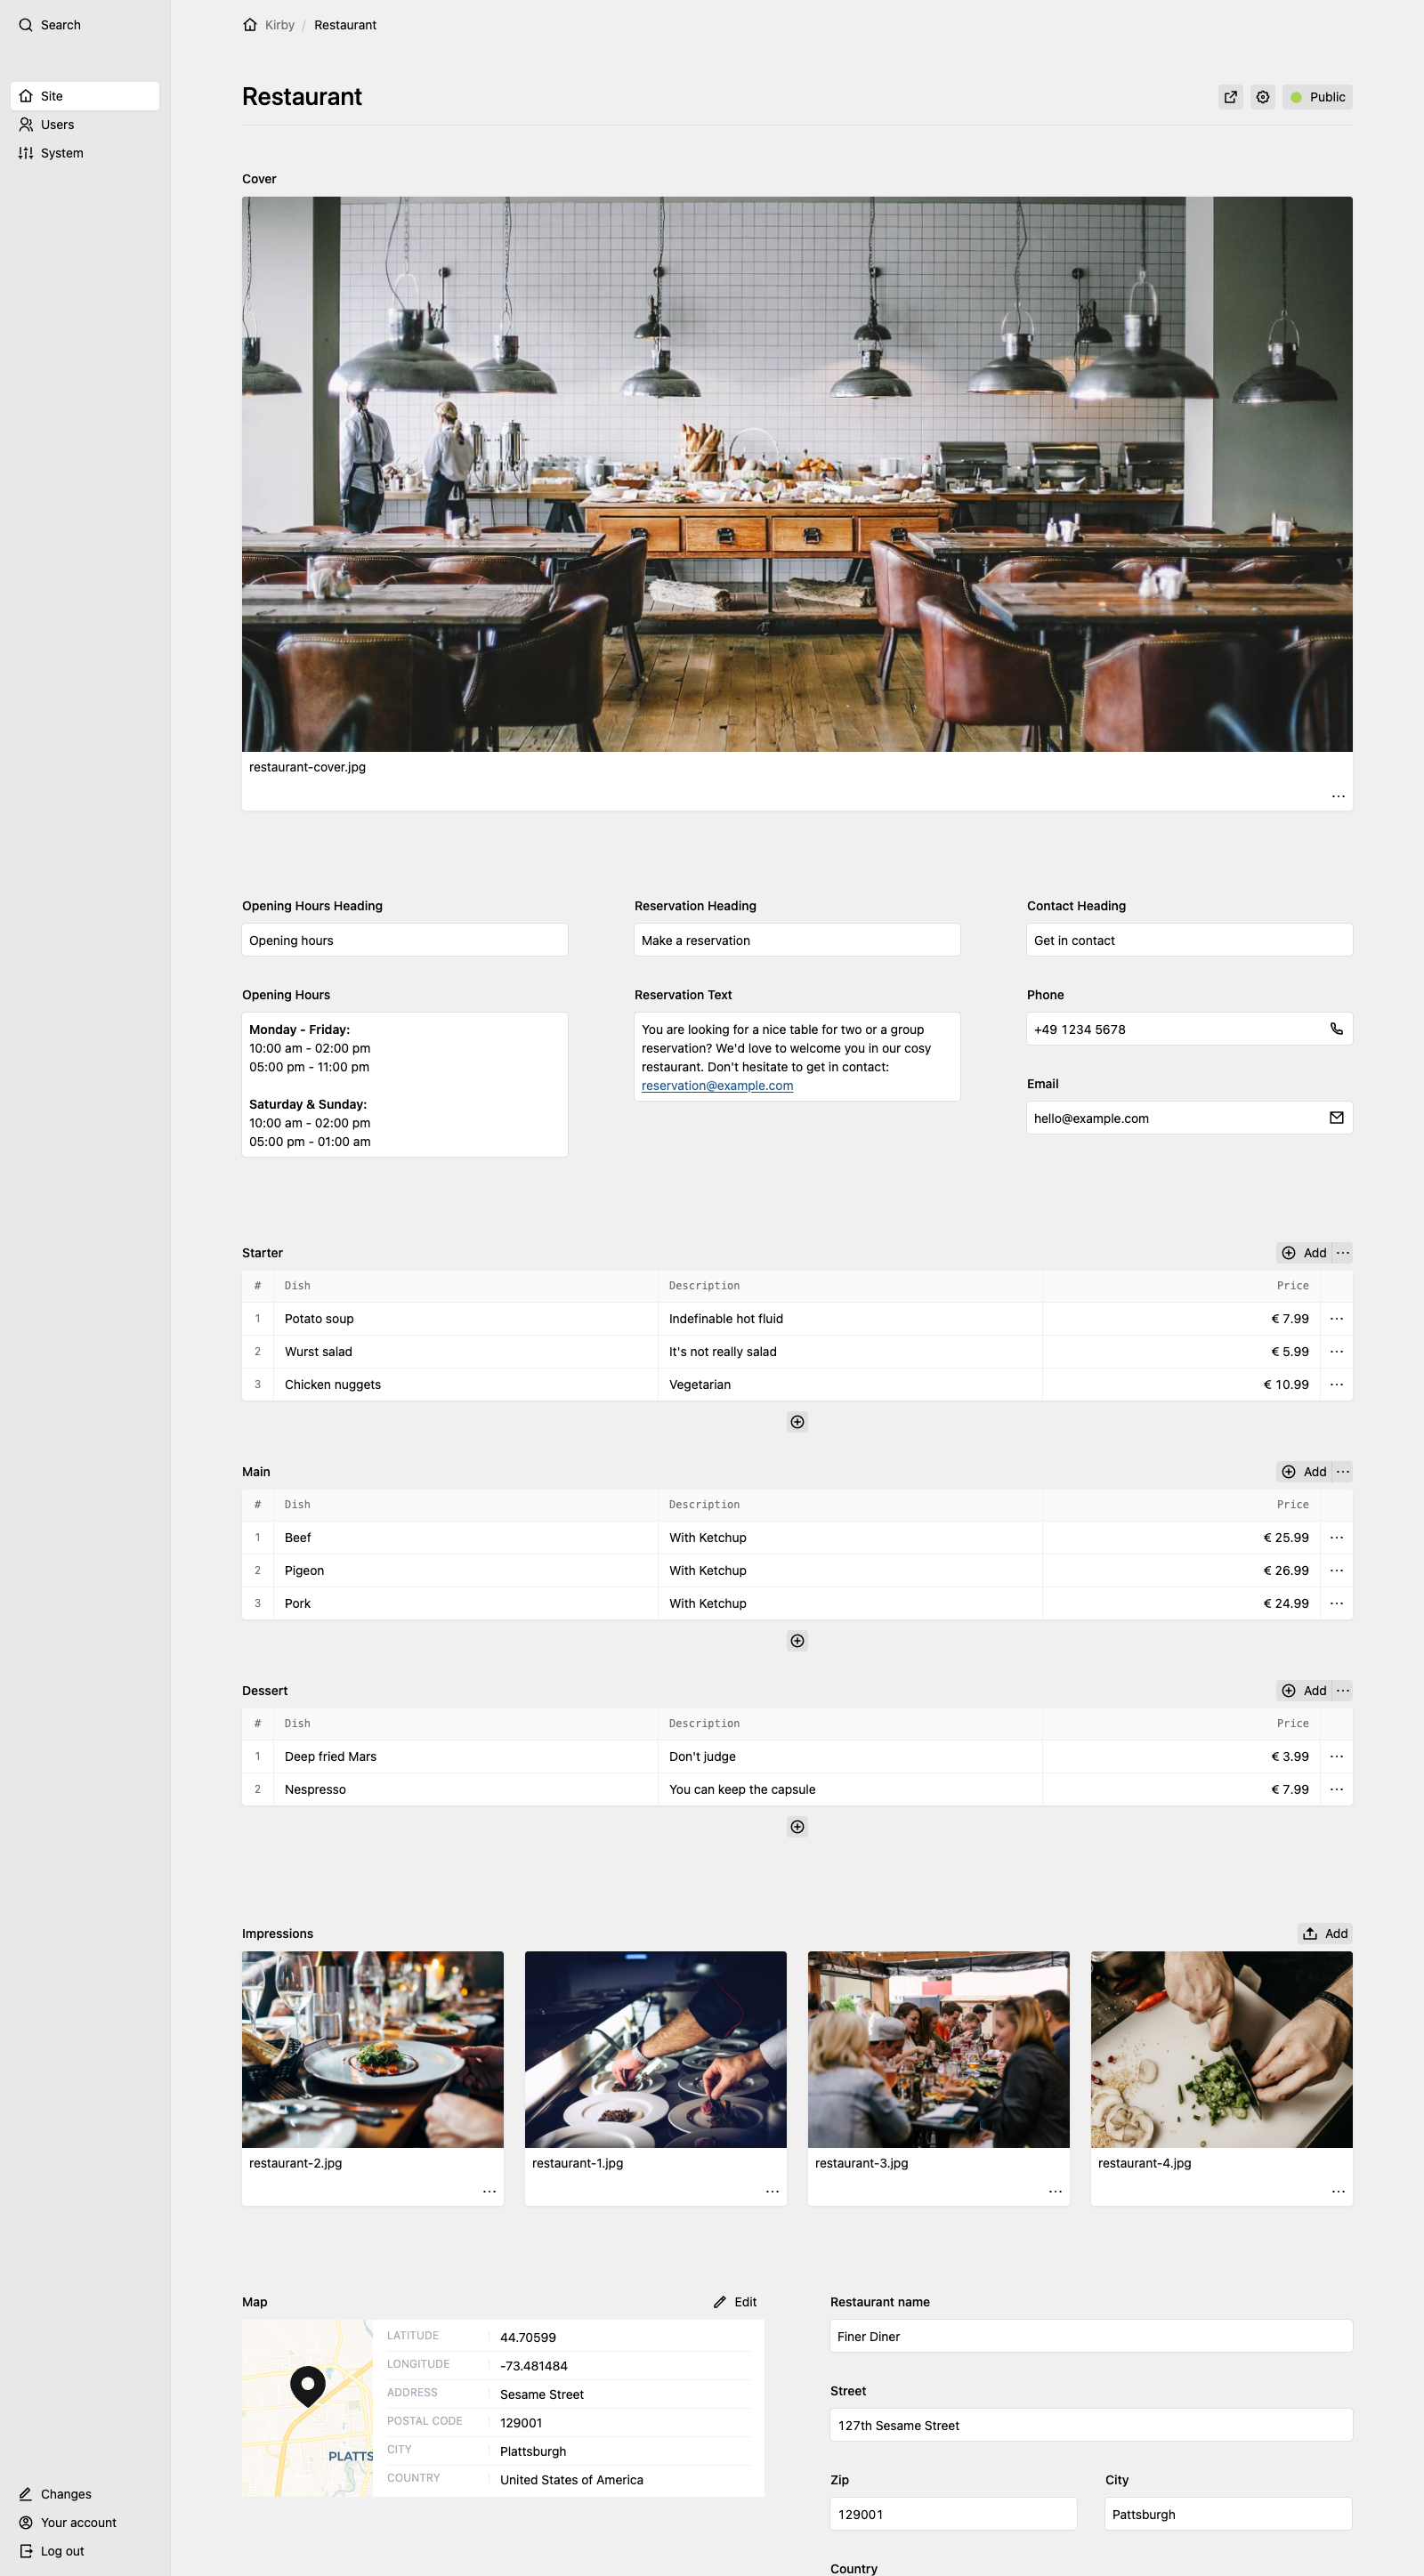 Search
Kirby / Restaurant
Site
Users
System
Restaurant
Public
Cover
restaurant-cover.jpg
Opening Hours Heading
Opening hours
Reservation Heading
Make a reservation
Contact Heading
Get in contact
Opening Hours
Monday - Friday:
10:00 am - 02:00 pm
05:00 pm - 11:00 pm
Saturday & Sunday:
10:00 am - 02:00 pm
05:00 pm - 01:00 am
Reservation Text
You are looking for a nice table for two or a group
reservation? We'd love to welcome you in our cosy
restaurant. Don't hesitate to get in contact:
reservation@example.com
Phone
+49 1234 5678
Email
hello@example.com
Starter
Add
# Dish Description Price
1 Potato soup Indefinable hot fluid € 7.99
2 Wurst salad It's not really salad € 5.99
3 Chicken nuggets Vegetarian € 10.99
Main
Add
# Dish Description Price
1 Beef With Ketchup € 25.99
2 Pigeon With Ketchup € 26.99
3 Pork With Ketchup € 24.99
Dessert
Add
# Dish Description Price
1 Deep fried Mars Don't judge € 3.99
2 Nespresso You can keep the capsule € 7.99
Impressions
Add
restaurant-2.jpg
restaurant-1.jpg
restaurant-3.jpg
restaurant-4.jpg
Map
Edit
PLATTS
LATITUDE 44.70599
LONGITUDE -73.481484
ADDRESS Sesame Street
POSTAL CODE 129001
CITY Plattsburgh
COUNTRY United States of America
Restaurant name
Finer Diner
Street
127th Sesame Street
Zip
129001
City
Pattsburgh
Country
Changes
Your account
Log out